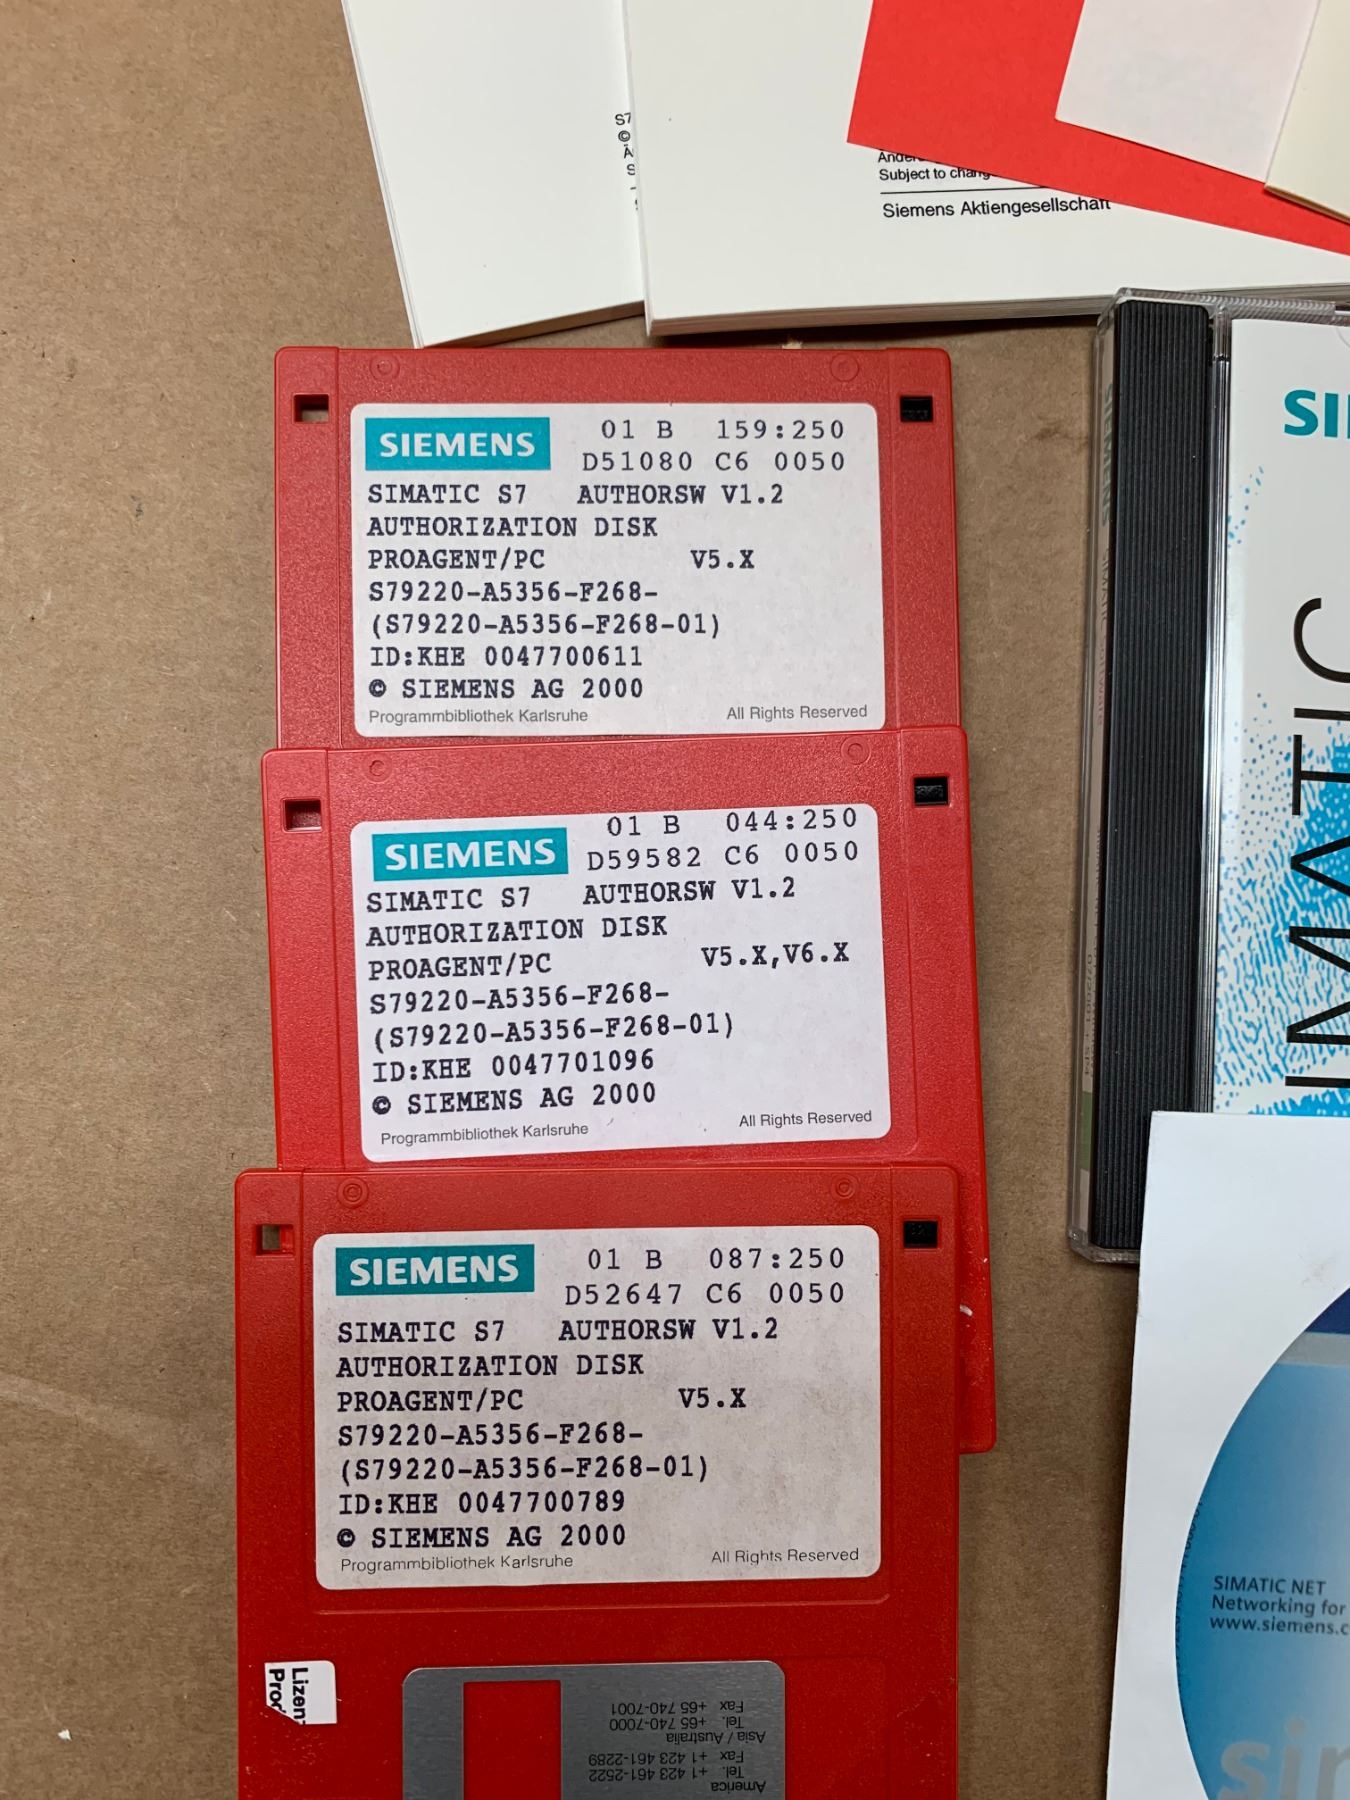 S7
©
Ä
S
Subject to chang
Siemens Aktiengesellschaft
SIEMENS 01 B 159:250
D51080 C6 0050
SIMATIC S7 AUTHORSW V1.2
AUTHORIZATION DISK
PROAGENT/PC V5.X
S79220-A5356-F268-
(S79220-A5356-F268-01)
ID:KHE 0047700611
© SIEMENS AG 2000
Programmbibliothek Karlsruhe All Rights Reserved
SIEMENS 01 B 044:250
D59582 C6 0050
SIMATIC S7 AUTHORSW V1.2
AUTHORIZATION DISK
PROAGENT/PC V5.X,V6.X
S79220-A5356-F268-
(S79220-A5356-F268-01)
ID:KHE 0047701096
© SIEMENS AG 2000
Programmbibliothek Karlsruhe All Rights Reserved
SIEMENS 01 B 087:250
D52647 C6 0050
SIMATIC S7 AUTHORSW V1.2
AUTHORIZATION DISK
PROAGENT/PC V5.X
S79220-A5356-F268-
(S79220-A5356-F268-01)
ID:KHE 0047700789
© SIEMENS AG 2000
Programmbibliothek Karlsruhe All Rights Reserved
Lizen
Prod
America
Tel. +1 423 461-2522
Fax +1 423 461-2289
Asia / Australia
Tel. +65 740-7000
Fax +65 740-7001
SIEMENS
SI
IMATIC
SIMATIC NET
Networking for
www.siemens.c
sim